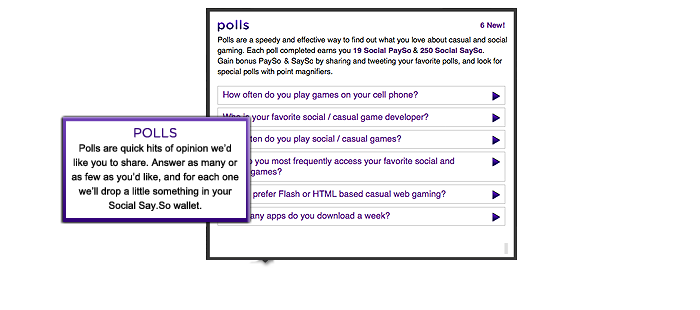 polls
6 New!
Polls are a speedy and effective way to find out what you love about casual and social
gaming. Each poll completed earns you 19 Social PaySo & 250 Social SaySo.
Gain bonus PaySo & SaySo by sharing and tweeting your favorite polls, and look for
special polls with point magnifiers.
How often do you play games on your cell phone?
Who is your favorite social / casual game developer?
ten do you play social / casual games?
you most frequently access your favorite social and
games?
prefer Flash or HTML based casual web gaming?
any apps do you download a week?
POLLS
Polls are quick hits of opinion we'd
like you to share. Answer as many or
as few as you'd like, and for each one
we'll drop a little something in your
Social Say.So wallet.